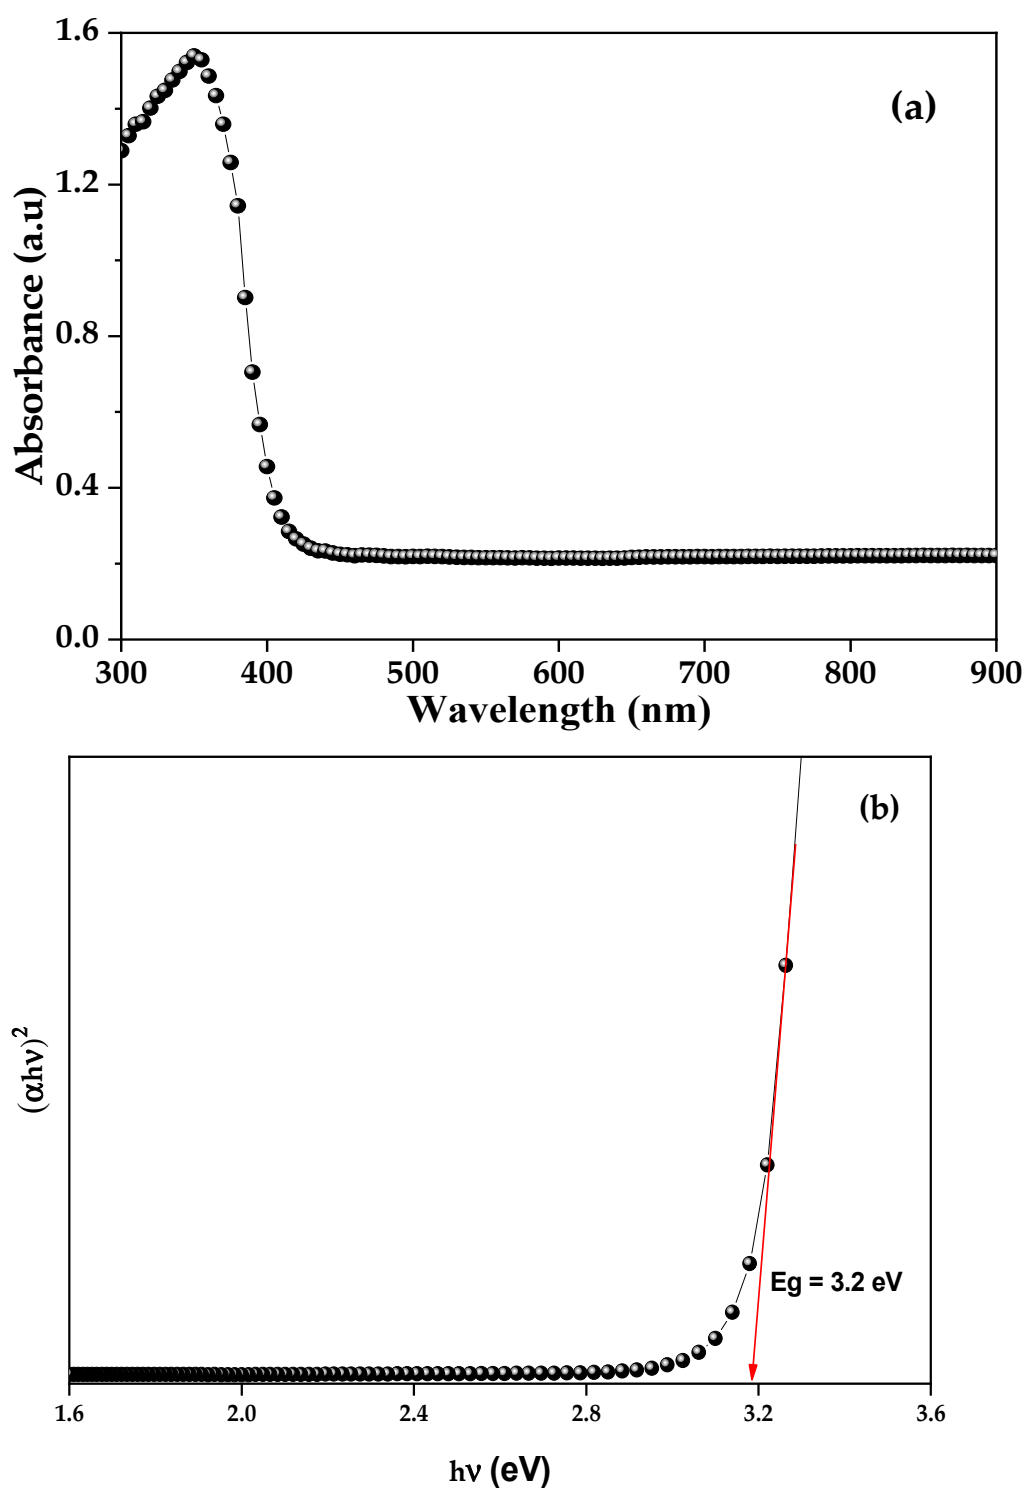 1.6
(a)
1.2
0.8
0.4
0.0
Absorbance (a.u)
300 400 500 600 700 800 900
Wavelength (nm)
(b)
(αhν)²
Eg = 3.2 eV
1.6 2.0 2.4 2.8 3.2 3.6
hν (eV)